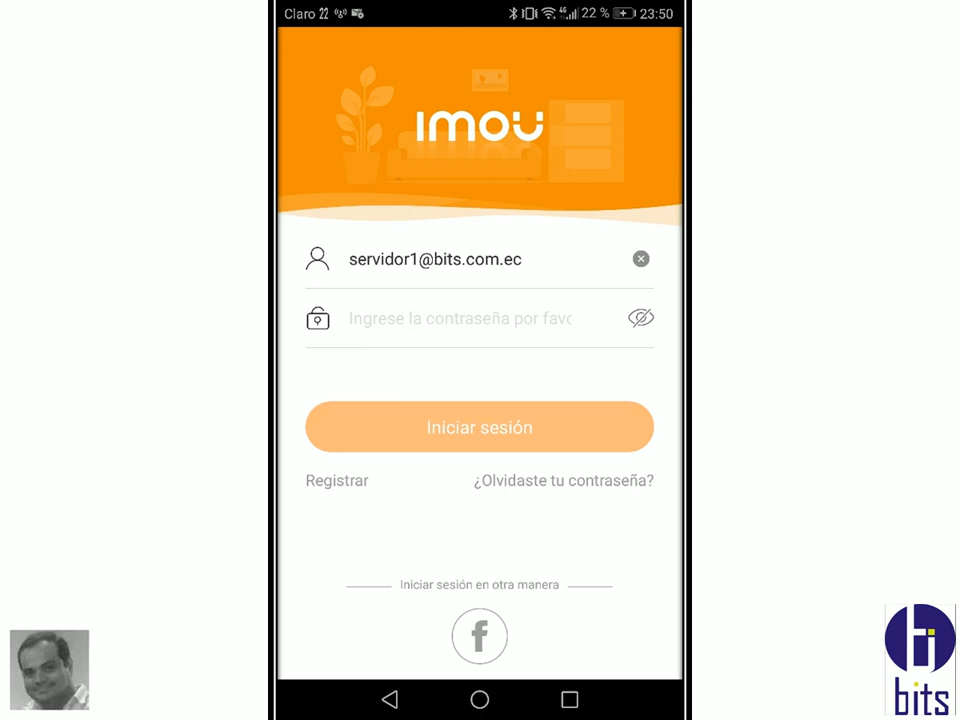 Claro 22 22 % 23:50
imou
servidor1@bits.com.ec
Ingrese la contraseña por favo
Iniciar sesión
Registrar ¿Olvidaste tu contraseña?
Iniciar sesión en otra manera
f
bits